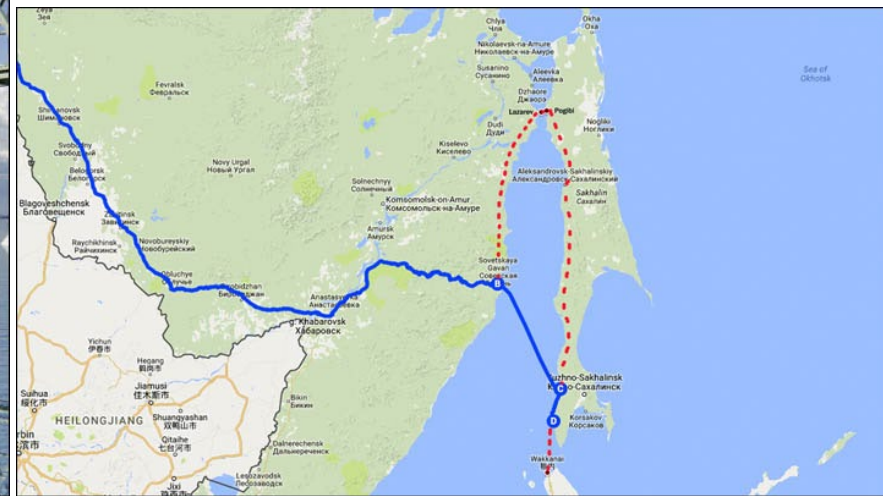 Zeya
Зея
Chlya
Чля
Okha
Оха
Nikolaevsk-na-Amure
Николаевск-на-Амуре
Sea of
Okhotsk
Susanino
Сусанино
Aleevka
Алеевка
Fevralsk
Февральск
Dzhaore
Джаоре
Lazarev
Pogibi
Shimanovsk
Шимановск
Dudi
Дуди
Nogliki
Ноглики
Svobodny
Свободный
Kiselevo
Киселево
Novy Urgal
Новый Ургал
Belogorsk
Белогорск
Aleksandrovsk-Sakhalinskiy
Александровск-Сахалинский
Solnechnyy
Солнечный
Sakhalin
Сахалин
Blagoveshchensk
Благовещенск
Komsomolsk-on-Amur
Комсомольск-на-Амуре
Zavitinsk
Amursk
Амурск
Raychikhinsk
Райчихинск
Novobureyskiy
Новобурейский
Sovetskaya
Gavan
B
Obluchye
Облучье
Birobidzhan
Биробиджан
Anastasyevka
Анастасьевка
Khabarovsk
Хабаровск
Yichun
伊春市
Hegang
鹤岗市
Yuzhno-Sakhalinsk
C
Jiamusi
佳木斯市
Suihua
绥化市
Bikin
Бикин
Korsakov
Корсаков
D
HEILONGJIANG
Shuangyashan
双鸭山市
Qitaihe
七台河市
Dalnerechensk
Дальнереченск
Wakkanai
Jixi
Lesozavodsk
Лесозаводск